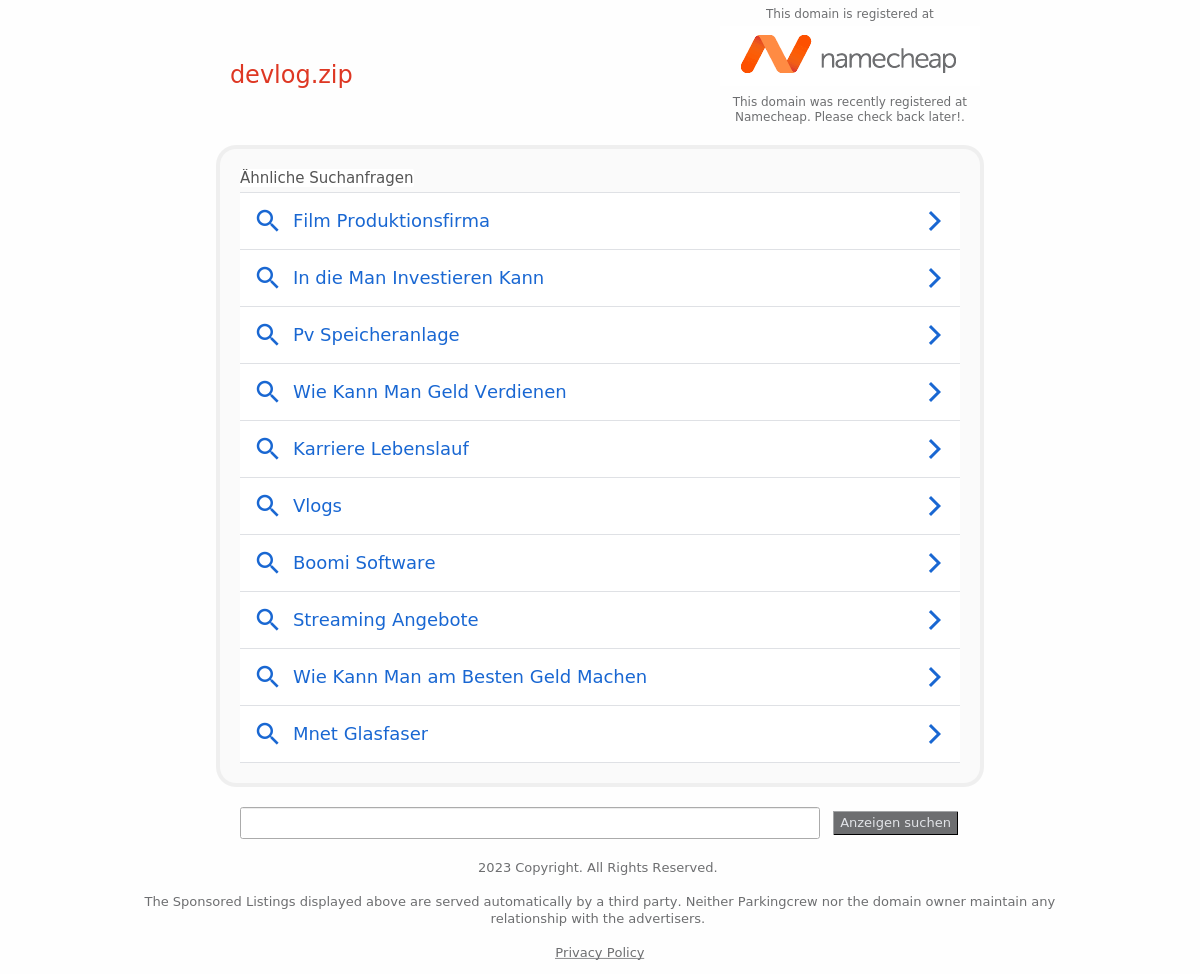 This domain is registered at
namecheap
devlog.zip
This domain was recently registered at
Namecheap. Please check back later!.
Ähnliche Suchanfragen
Film Produktionsfirma
In die Man Investieren Kann
Pv Speicheranlage
Wie Kann Man Geld Verdienen
Karriere Lebenslauf
Vlogs
Boomi Software
Streaming Angebote
Wie Kann Man am Besten Geld Machen
Mnet Glasfaser
Anzeigen suchen
2023 Copyright. All Rights Reserved.
The Sponsored Listings displayed above are served automatically by a third party. Neither Parkingcrew nor the domain owner maintain any
relationship with the advertisers.
Privacy Policy